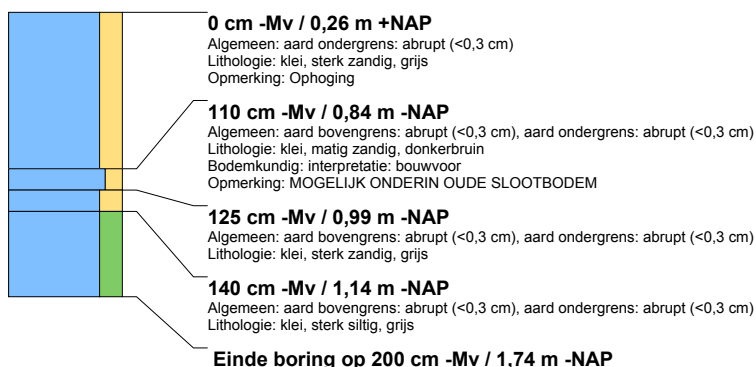 0 cm -Mv / 0,26 m +NAP
Algemeen: aard ondergrens: abrupt (<0,3 cm)
Lithologie: klei, sterk zandig, grijs
Opmerking: Ophoging
110 cm -Mv / 0,84 m -NAP
Algemeen: aard bovengrens: abrupt (<0,3 cm), aard ondergrens: abrupt (<0,3 cm)
Lithologie: klei, matig zandig, donkerbruin
Bodemkundig: interpretatie: bouwvoor
Opmerking: MOGELIJK ONDERIN OUDE SLOOTBODEM
125 cm -Mv / 0,99 m -NAP
Algemeen: aard bovengrens: abrupt (<0,3 cm), aard ondergrens: abrupt (<0,3 cm)
Lithologie: klei, sterk zandig, grijs
140 cm -Mv / 1,14 m -NAP
Algemeen: aard bovengrens: abrupt (<0,3 cm), aard ondergrens: abrupt (<0,3 cm)
Lithologie: klei, sterk siltig, grijs
Einde boring op 200 cm -Mv / 1,74 m -NAP